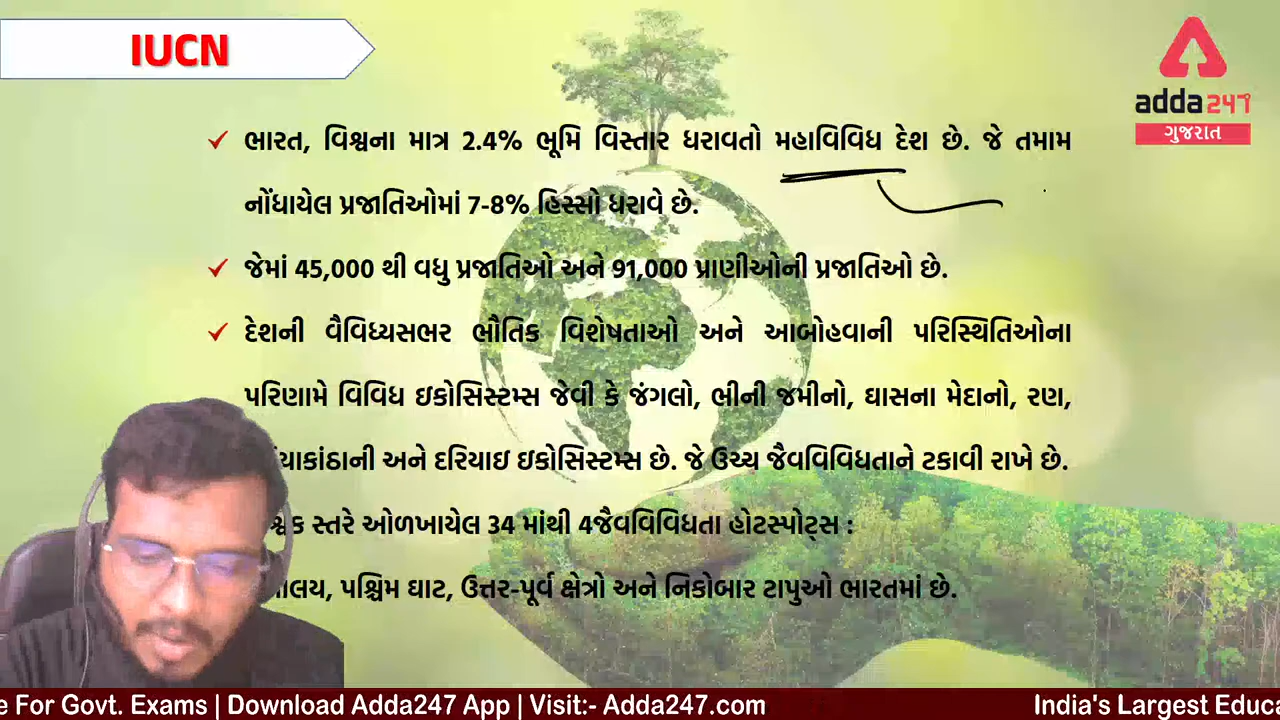 IUCN
adda247
ગુજરાત
ભારત, વિશ્વના માત્ર 2.4% ભૂમિ વિસ્તાર ધરાવતો મહાવિવિધ દેશ છે. જે તમામ
નોંધાયેલ પ્રજાતિઓમાં 7-8% હિસ્સો ધરાવે છે.
જેમાં 45,000 થી વધુ પ્રજાતિઓ અને 91,000 પ્રાણીઓની પ્રજાતિઓ છે.
દેશની વૈવિધ્યસભર ભૌતિક વિશેષતાઓ અને આબોહવાની પરિસ્થિતિઓના
પરિણામે વિવિધ ઇકોસિસ્ટમ્સ જેવી કે જંગલો, ભીની જમીનો, ઘાસના મેદાનો, રણ,
અને દરિયાઇ ઇકોસિસ્ટમ્સ છે. જે ઉચ્ચ જૈવવિવિધતાને ટકાવી રાખે છે.
સ્તરે ઓળખાયેલ 34 માંથી 4જૈવવિવિધતા હોટસ્પોટ્સ :
પશ્ચિમ ઘાટ, ઉત્તર-પૂર્વ ક્ષેત્રો અને નિકોબાર ટાપુઓ ભારતમાં છે.
For Govt. Exams | Download Adda247 App | Visit:- Adda247.com India's Largest